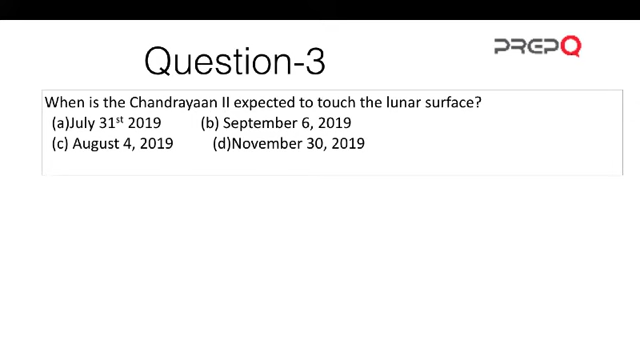 PREPQ
Question-3
When is the Chandrayaan II expected to touch the lunar surface?
(a)July 31st 2019 (b) September 6, 2019
(c) August 4, 2019 (d)November 30, 2019